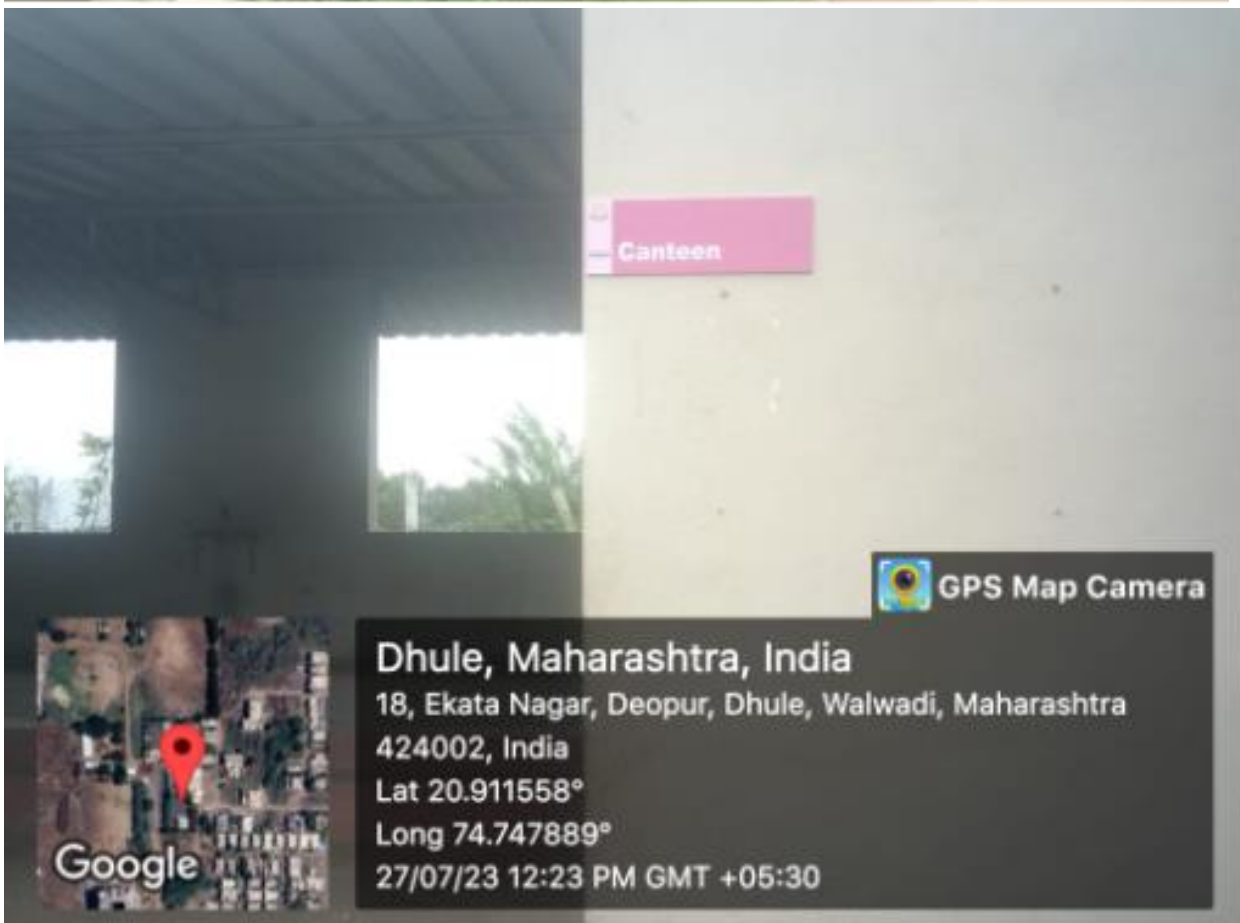 Canteen
GPS Map Camera
Dhule, Maharashtra, India
18, Ekata Nagar, Deopur, Dhule, Walwadi, Maharashtra
424002, India
Lat 20.911558°
Long 74.747889°
27/07/23 12:23 PM GMT +05:30
Google